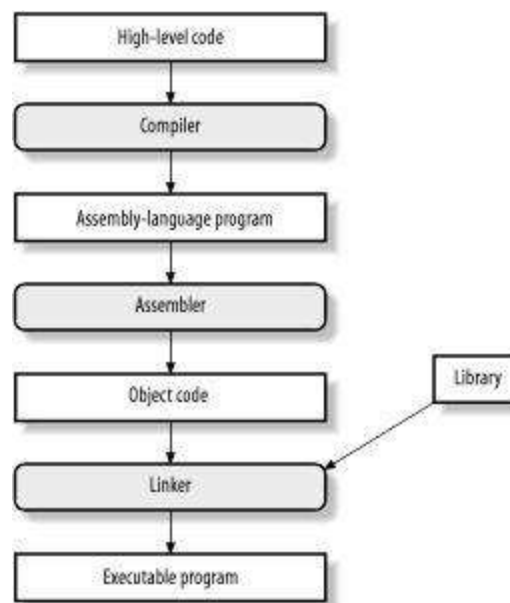 High-level code
Compiler
Assembly-language program
Assembler
Object code
Library
Linker
Executable program